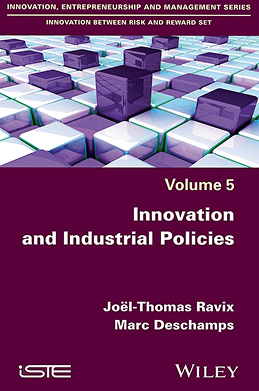 INNOVATION, ENTREPRENEURSHIP AND MANAGEMENT SERIES
INNOVATION BETWEEN RISK AND REWARD SET
Volume 5
Innovation
and Industrial Policies
Joël-Thomas Ravix
Marc Deschamps
iSTE
WILEY